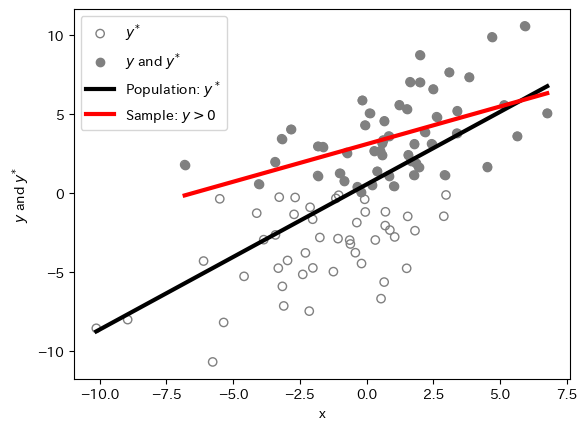 y*
y and y*
Population: y*
Sample: y > 0
10
5
0
−5
−10
y and y*
−10.0
−7.5
−5.0
−2.5
0.0
2.5
5.0
7.5
x